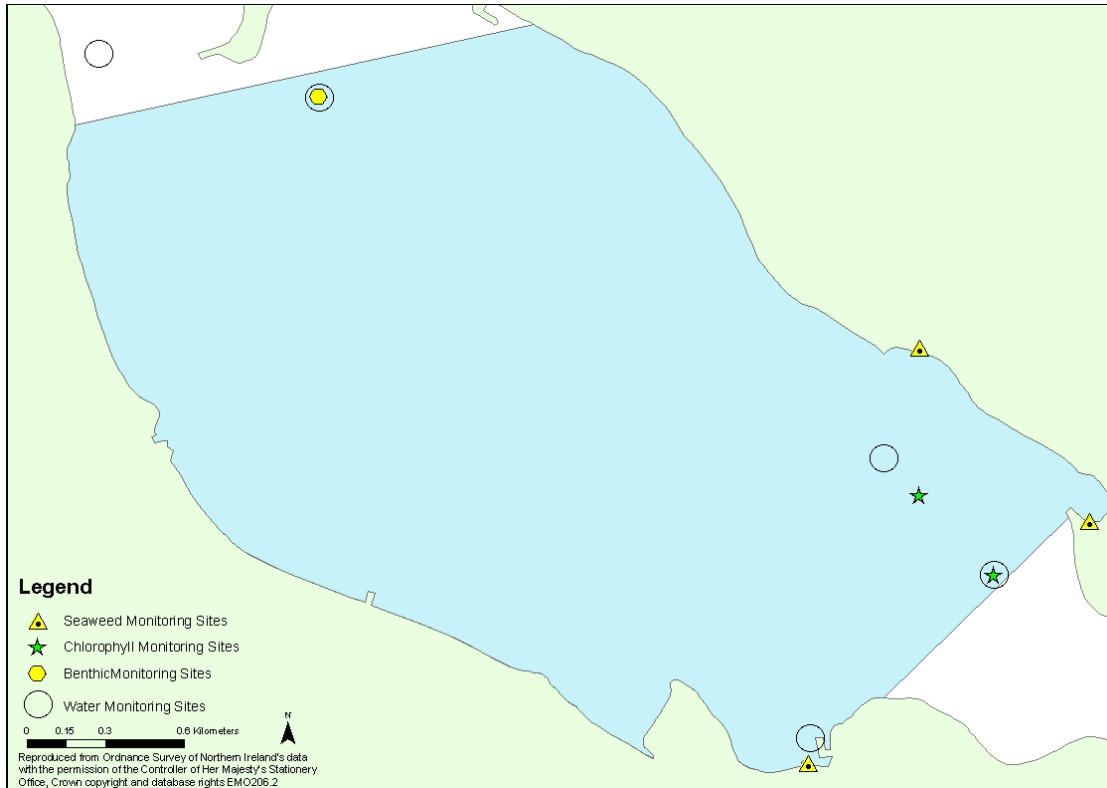 Legend
Seaweed Monitoring Sites
Chlorophyll Monitoring Sites
BenthicMonitoring Sites
Water Monitoring Sites
N
0 0.15 0.3 0.6 Kilometers
Reproduced from Ordnance Survey of Northern Ireland's data
with the permission of the Controller of Her Majesty's Stationery
Office, Crown copyright and database rights EMO206.2